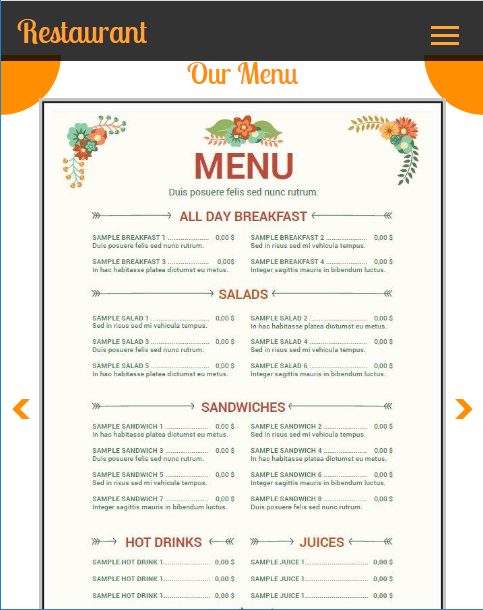 Restaurant
Our Menu
MENU
Duis posuere felis sed nunc rutrum.
ALL DAY BREAKFAST
SAMPLE BREAKFAST 1 ..................... 0,00 $ SAMPLE BREAKFAST 2 ..................... 0,00 $
Duis posuere felis sed nunc rutrum. Sed in risus sed mi vehicula tempus.
SAMPLE BREAKFAST 3 ..................... 0,00$ SAMPLE BREAKFAST 4 ..................... 0,00 $
In hac habitasse platea dictumst eu metus. Integer sagittis mauris in bibendum luctus.
SALADS
SAMPLE SALAD 1 ............................ 0,00 $ SAMPLE SALAD 2 ............................ 0,00 $
Sed in risus sed mi vehicula tempus. In hac habitasse platea dictumst eu metus.
SAMPLE SALAD 3 ............................ 0,00 $ SAMPLE SALAD 4 ............................ 0,00 $
Duis posuere felis sed nunc rutrum. Sed in risus sed mi vehicula tempus.
SAMPLE SALAD 5 ............................ 0,00 $ SAMPLE SALAD 6 ............................ 0,00 $
In hac habitasse platea dictumst eu metus. Integer sagittis mauris in bibendum luctus.
SANDWICHES
SAMPLE SANDWICH 1 ..................... 0,00 $ SAMPLE SANDWICH 2 ..................... 0,00 $
In hac habitasse platea dictumst eu metus. Sed in risus sed mi vehicula tempus.
SAMPLE SANDWICH 3 ..................... 0,00 $ SAMPLE SANDWICH 4 ..................... 0,00 $
Duis posuere felis sed nunc rutrum. In hac habitasse platea dictumst eu metus.
SAMPLE SANDWICH 5 ..................... 0,00 $ SAMPLE SANDWICH 6 ..................... 0,00 $
Sed in risus sed mi vehicula tempus. Integer sagittis mauris in bibendum luctus.
SAMPLE SANDWICH 7 ..................... 0,00 $ SAMPLE SANDWICH 8 ..................... 0,00 $
Integer sagittis mauris in bibendum luctus. Duis posuere felis sed nunc rutrum.
HOT DRINKS JUICES
SAMPLE HOT DRINK 1..................... 0,00 $ SAMPLE JUICE 1............................ 0,00 $
SAMPLE HOT DRINK 1..................... 0,00 $ SAMPLE JUICE 1............................ 0,00 $
SAMPLE HOT DRINK 1..................... 0,00 $ SAMPLE JUICE 1............................ 0,00 $